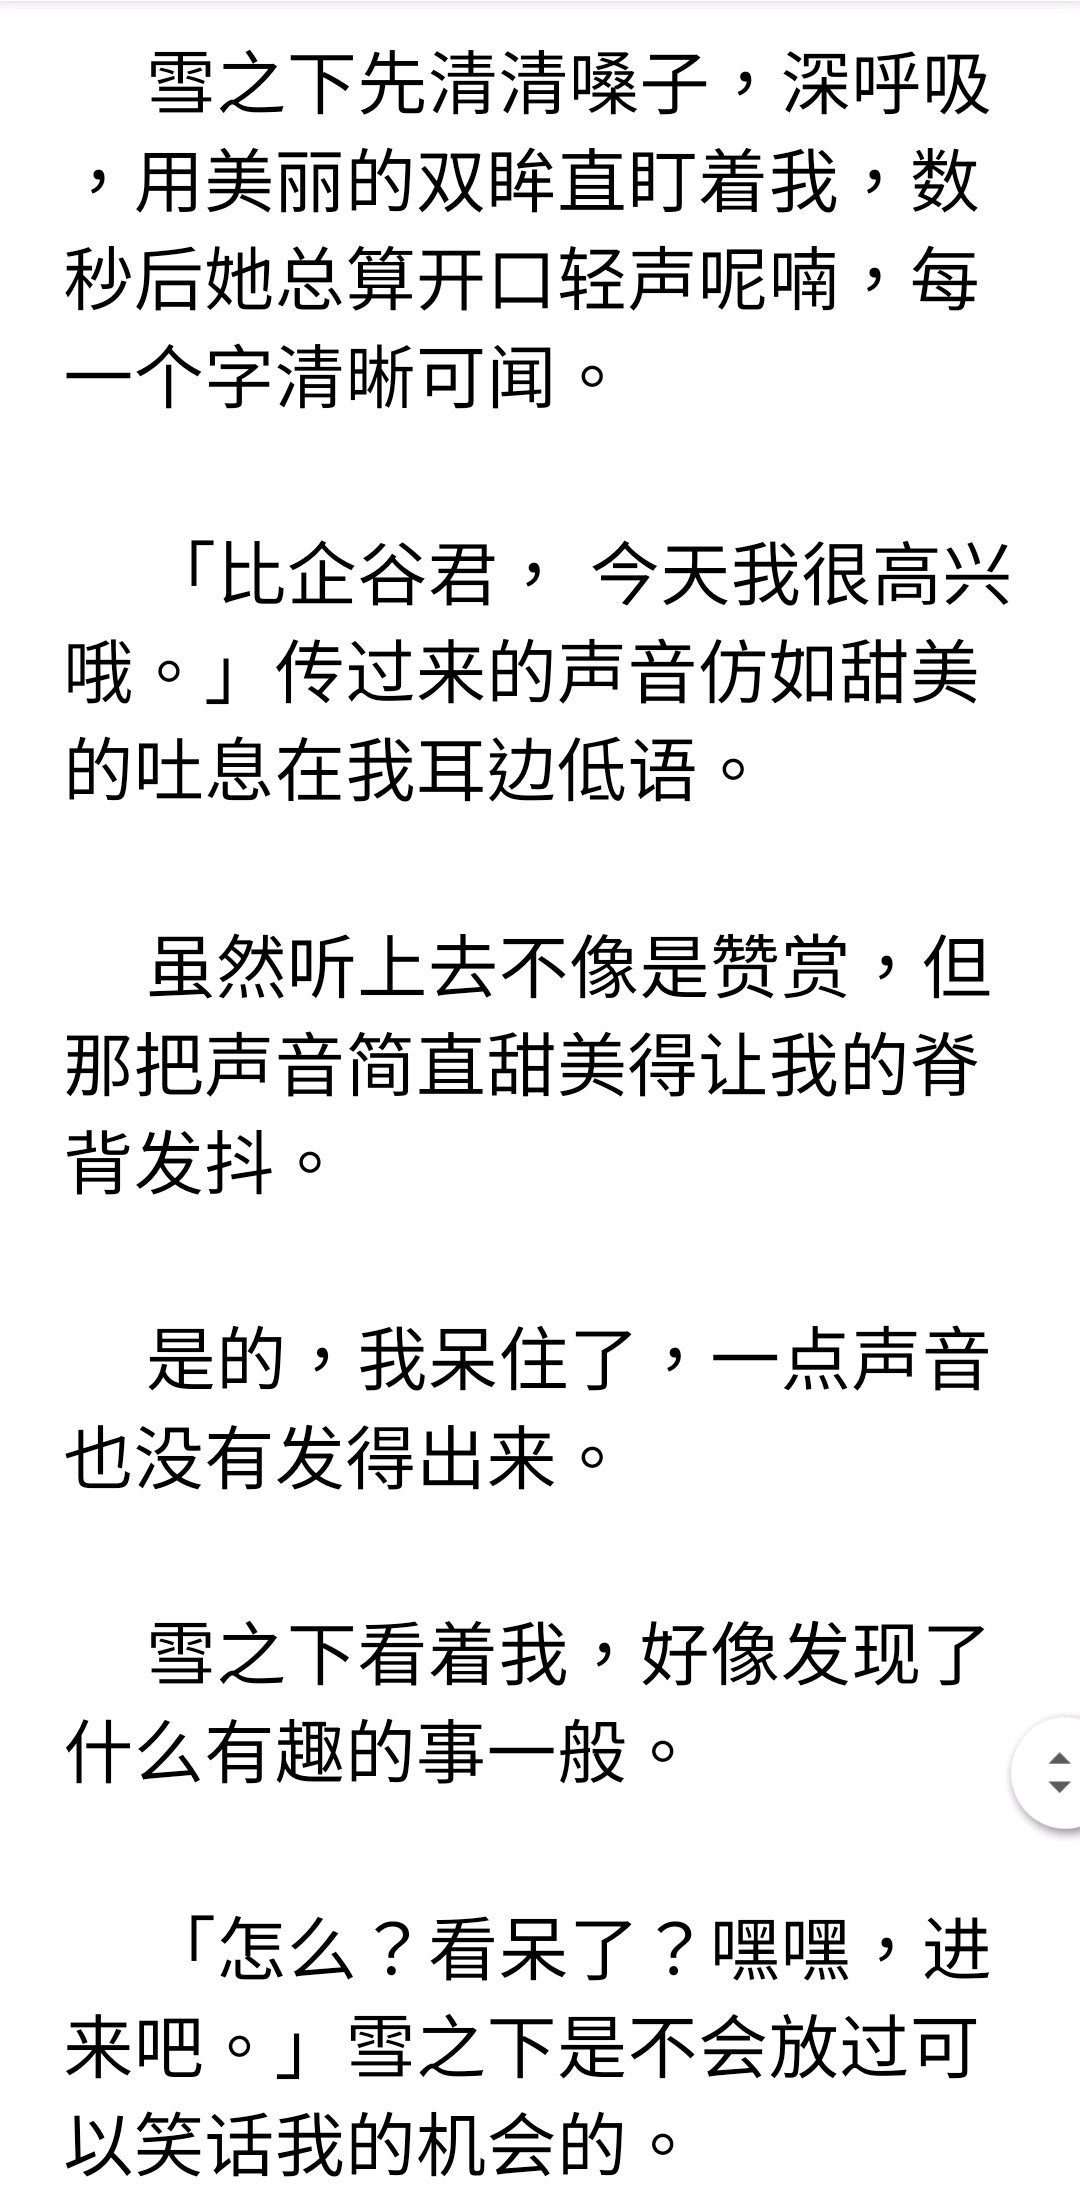 雪之下先清清嗓子，深呼吸
，用美丽的双眸直盯着我，数
秒后她总算开口轻声呢喃，每
一个字清晰可闻。
「比企谷君， 今天我很高兴
哦。」传过来的声音仿如甜美
的吐息在我耳边低语。
虽然听上去不像是赞赏，但
那把声音简直甜美得让我的脊
背发抖。
是的，我呆住了，一点声音
也没有发得出来。
雪之下看着我，好像发现了
什么有趣的事一般。
「怎么？看呆了？嘿嘿，进
来吧。」雪之下是不会放过可
以笑话我的机会的。